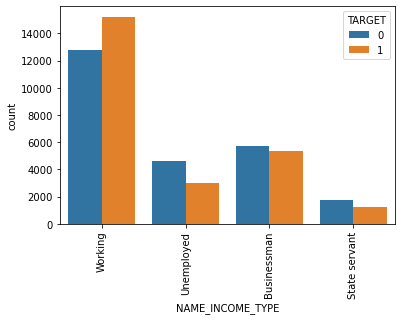 TARGET
0
1
14000
12000
10000
8000
6000
4000
2000
0
count
Working
Unemployed
Businessman
State servant
NAME_INCOME_TYPE